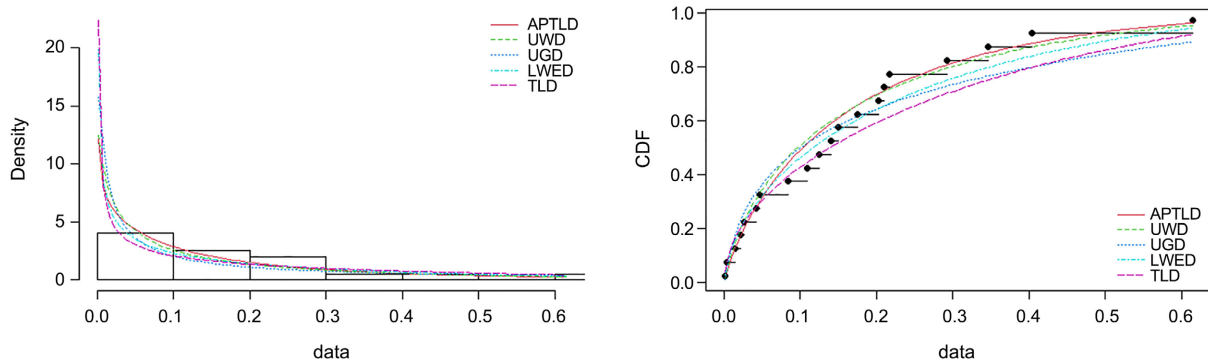 APTLD
UWD
UGD
LWED
TLD
Density
20
15
10
5
0
0.0 0.1 0.2 0.3 0.4 0.5 0.6
data
CDF
1.0
0.8
0.6
0.4
0.2
0.0
APTLD
UWD
UGD
LWED
TLD
0.0 0.1 0.2 0.3 0.4 0.5 0.6
data